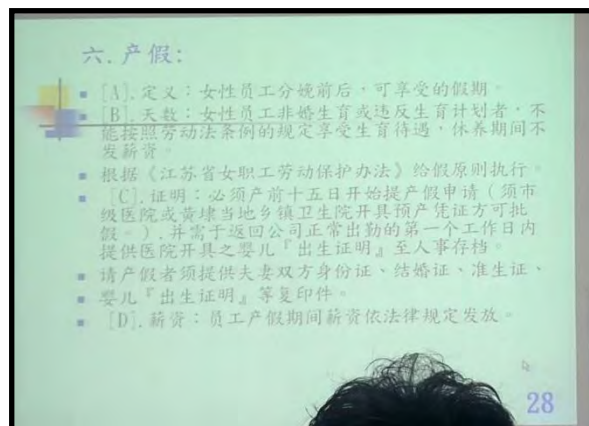 六. 产假:
[A]. 定义：女性员工分娩前后，可享受的假期。
[B]. 天数：女性员工非婚生育或违反生育计划者，不
能按照劳动法条例的规定享受生育待遇，休养期间不
发薪资。
根据《江苏省女职工劳动保护办法》给假原则执行。
[C]. 证明：必须产前十五日开始提产假申请（须市
级医院或黄埭当地乡镇卫生院开具预产凭证方可批
假。）.并需于返回公司正常出勤的第一个工作日内
提供医院开具之婴儿『出生证明』至人事存档。
请产假者须提供夫妻双方身份证、结婚证、准生证、
婴儿『出生证明』等复印件。
[D]. 薪资：员工产假期间薪资依法律规定发放。
28